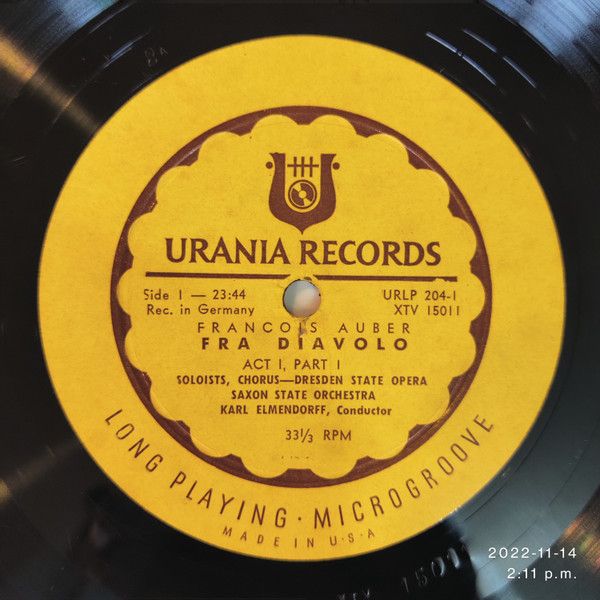 URANIA RECORDS
Side 1 — 23:44
URLP 204-1
Rec. in Germany
XTV 15011
FRANCOIS AUBER
FRA DIAVOLO
ACT I, PART I
SOLOISTS, CHORUS—DRESDEN STATE OPERA
SAXON STATE ORCHESTRA
KARL ELMENDORFF, Conductor
33⅓ RPM
LONG PLAYING · MICROGROOVE
MADE IN U·S·A
2022-11-14
2:11 p.m.